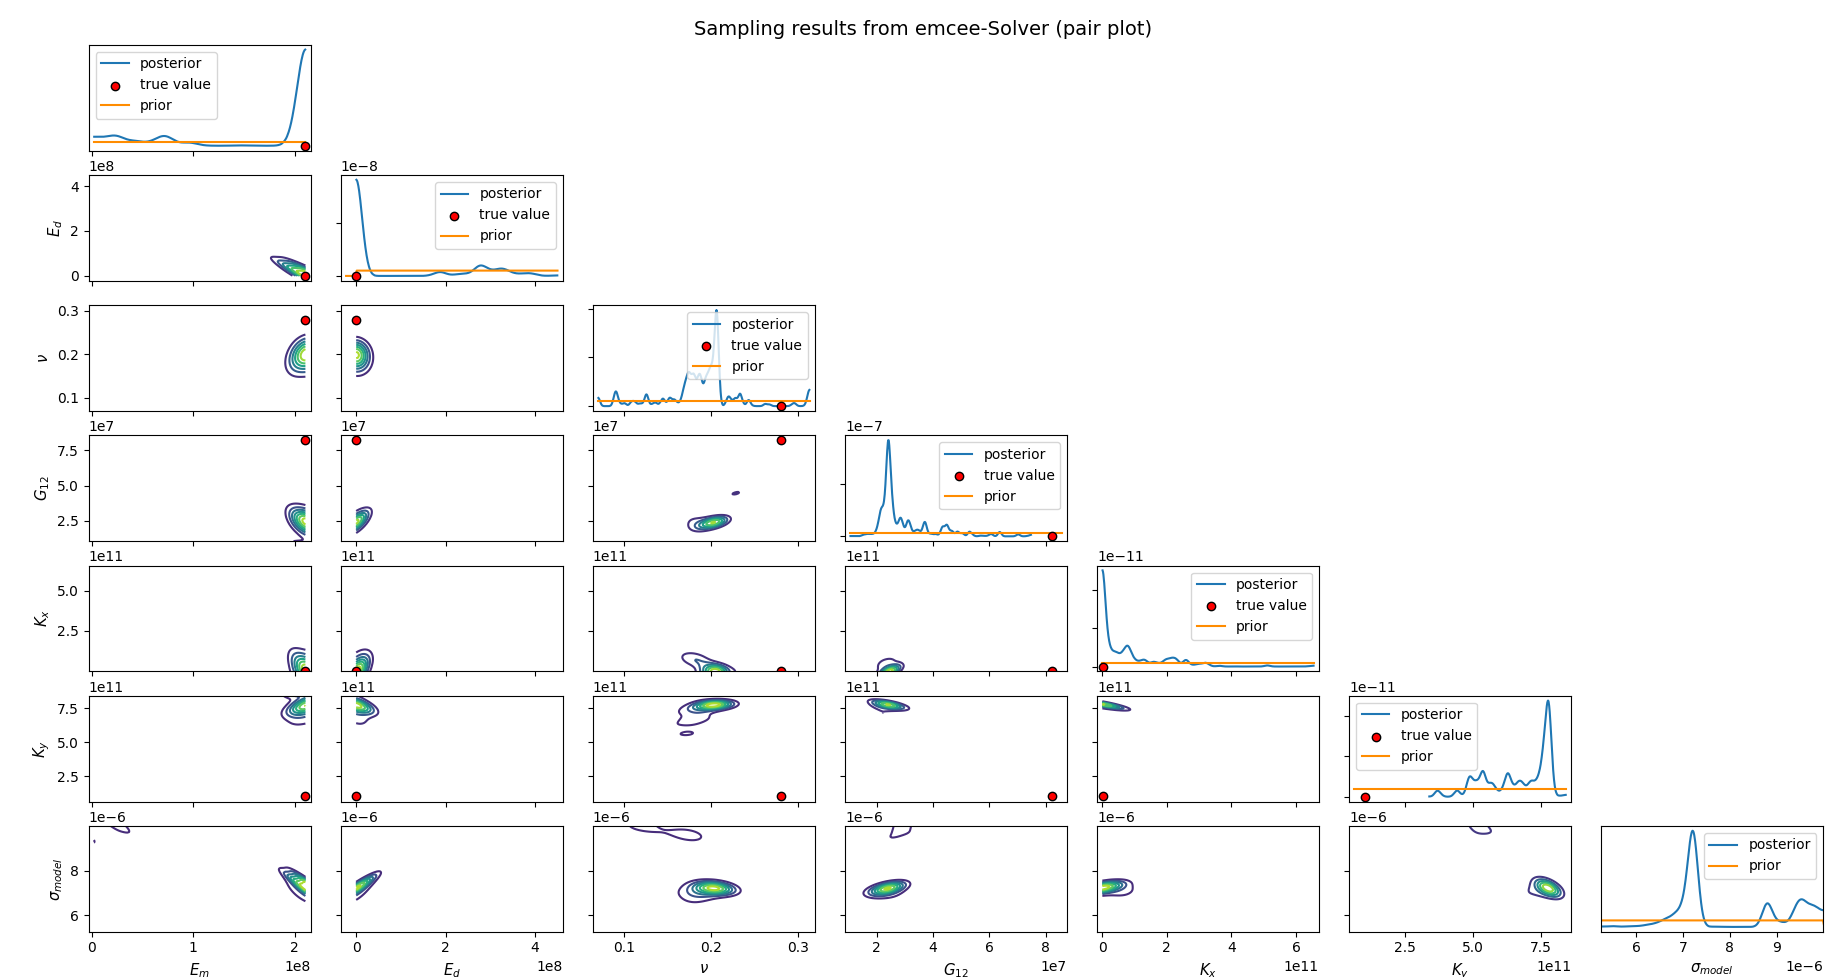 Sampling results from emcee-Solver (pair plot)
posterior
true value
prior
1e8
1e−8
4
2
0
E_d
posterior
true value
prior
0.3
0.2
0.1
ν
posterior
true value
prior
1e7
1e7
1e7
1e−7
7.5
5.0
2.5
G_12
posterior
true value
prior
1e11
1e11
1e11
1e11
1e−11
5.0
2.5
K_x
posterior
true value
prior
1e11
1e11
1e11
1e11
1e11
1e−11
7.5
5.0
2.5
K_y
posterior
true value
prior
1e−6
1e−6
1e−6
1e−6
1e−6
1e−6
8
6
σ_model
posterior
prior
0 1 2
1e8
E_m
0 2 4
1e8
E_d
0.1 0.2 0.3
ν
2 4 6 8
1e7
G_12
0 2 4 6
1e11
K_x
2.5 5.0 7.5
1e11
K_y
6 7 8 9
1e−6
σ_model